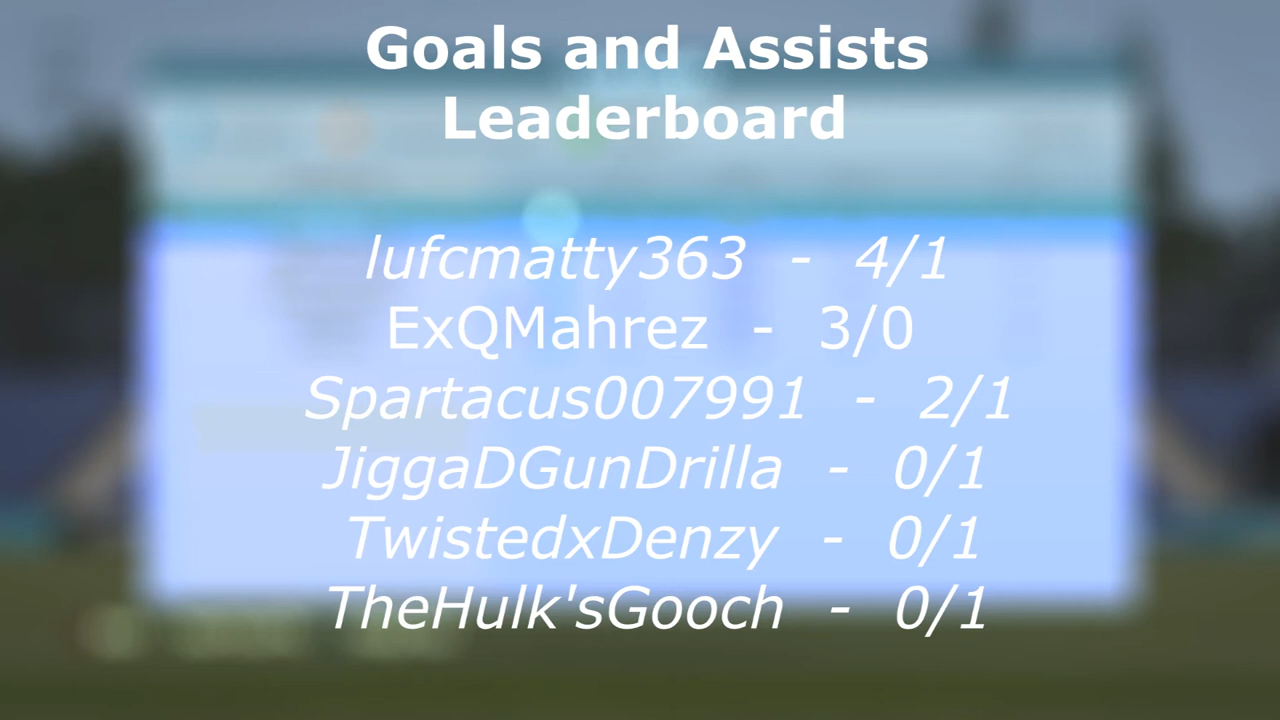 Goals and Assists
Leaderboard
lufcmatty363 - 4/1
ExQMahrez - 3/0
Spartacus007991 - 2/1
JiggaDGunDrilla - 0/1
TwistedxDenzy - 0/1
TheHulk'sGooch - 0/1